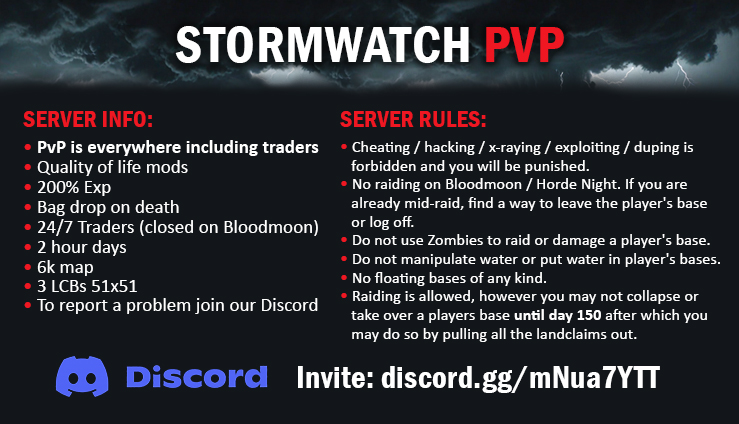 STORMWATCH PVP
SERVER INFO:
• PvP is everywhere including traders
• Quality of life mods
• 200% Exp
• Bag drop on death
• 24/7 Traders (closed on Bloodmoon)
• 2 hour days
• 6k map
• 3 LCBs 51x51
• To report a problem join our Discord
SERVER RULES:
• Cheating / hacking / x-raying / exploiting / duping is
forbidden and you will be punished.
• No raiding on Bloodmoon / Horde Night. If you are
already mid-raid, find a way to leave the player's base
or log off.
• Do not use Zombies to raid or damage a player's base.
• Do not manipulate water or put water in player's bases.
• No floating bases of any kind.
• Raiding is allowed, however you may not collapse or
take over a players base until day 150 after which you
may do so by pulling all the landclaims out.
Discord Invite: discord.gg/mNua7YTT